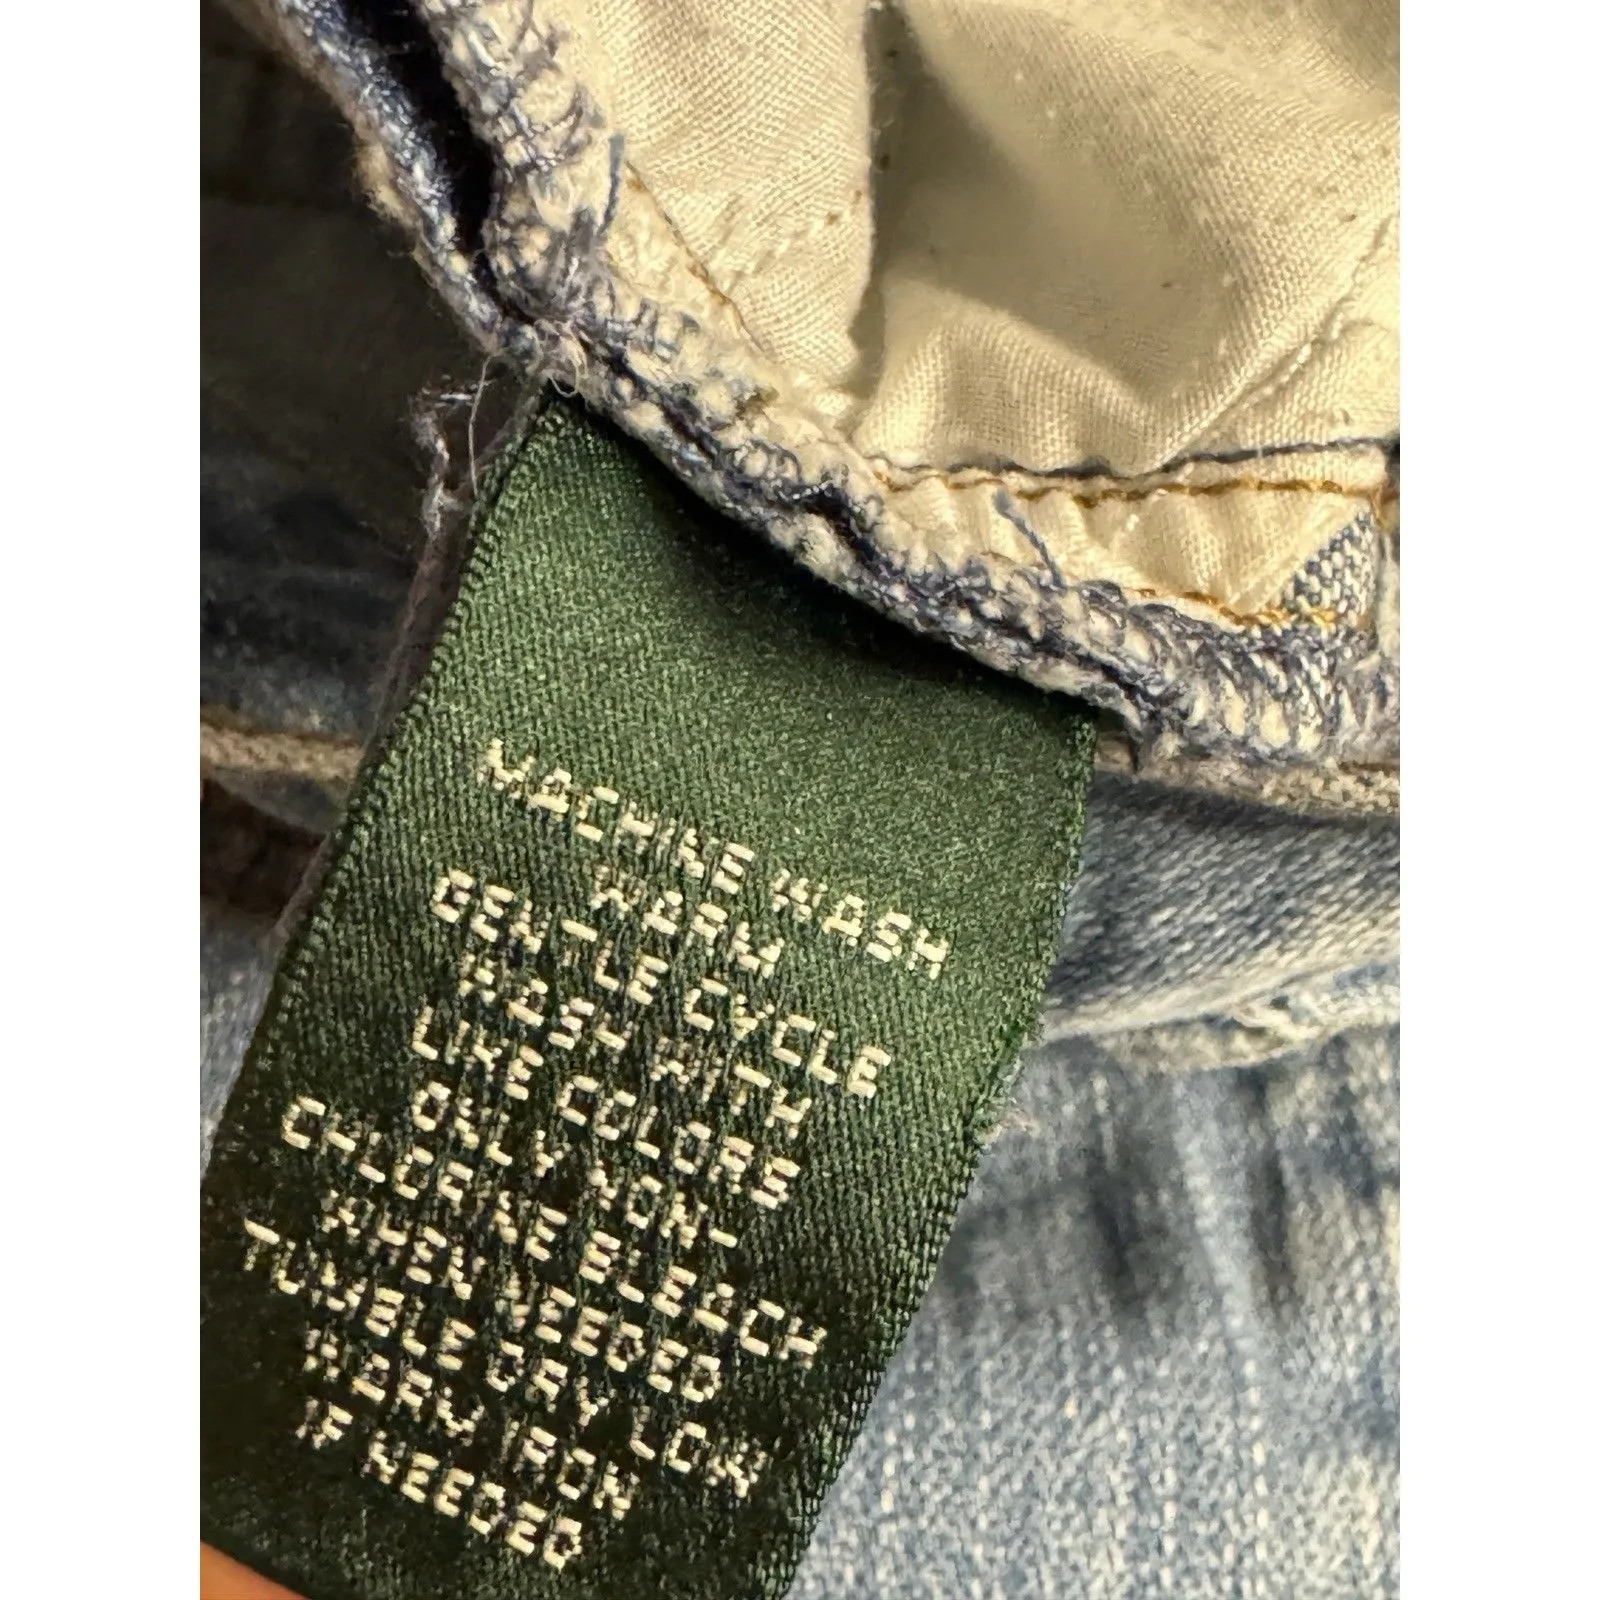 MACHINE WASH
WARM
GENTLE CYCLE
WASH WITH
LIKE COLORS
ONLY NON-
CHLORINE BLEACH
WHEN NEEDED
TUMBLE DRY LOW
WARM IRON
IF NEEDED